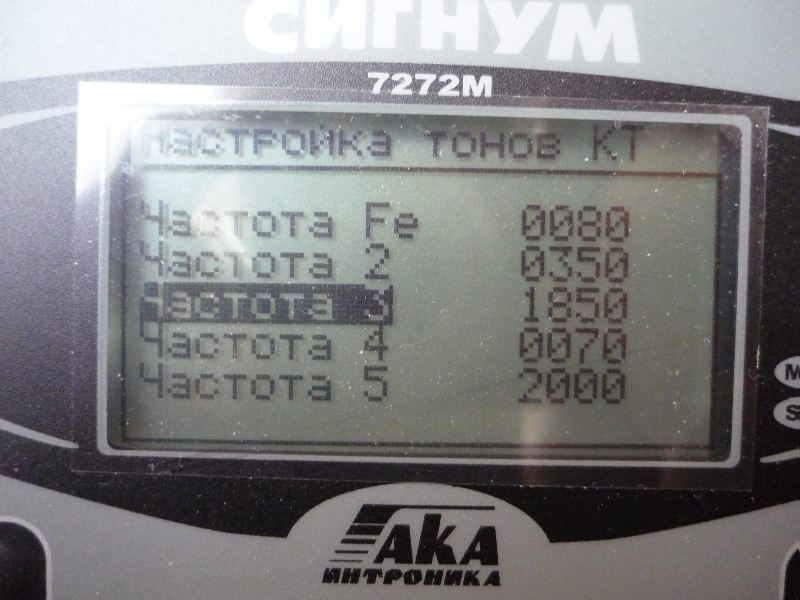 СИГНУМ
7272М
Настройка тонов КТ
Частота Fe 0080
Частота 2 0350
Частота 3 1850
Частота 4 0070
Частота 5 2000
М
S
АКА
ИНТРОНИКА